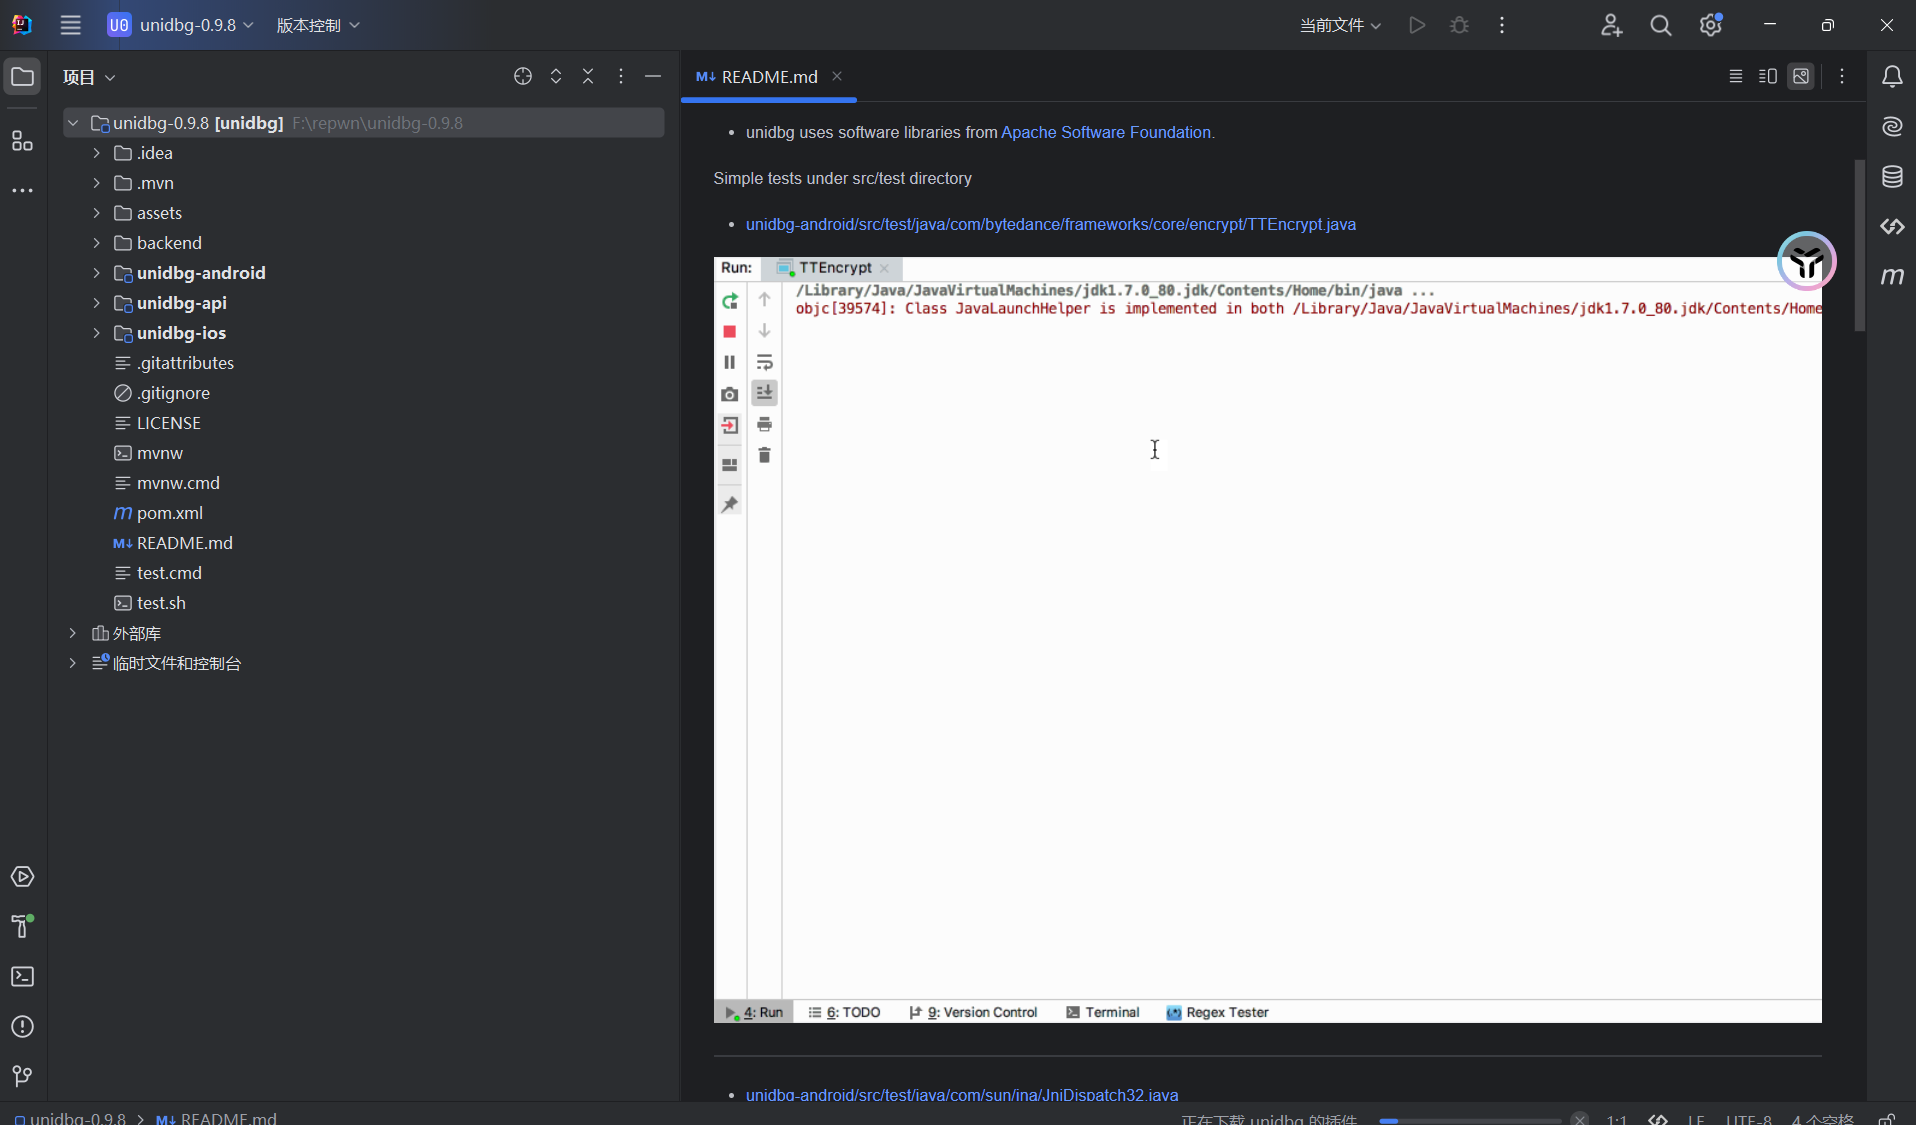 U0 unidbg-0.9.8 版本控制 当前文件
项目
M↓ README.md
unidbg-0.9.8 [unidbg] F:\repwn\unidbg-0.9.8
.idea
.mvn
assets
backend
unidbg-android
unidbg-api
unidbg-ios
.gitattributes
.gitignore
LICENSE
mvnw
mvnw.cmd
m pom.xml
M↓ README.md
test.cmd
test.sh
外部库
临时文件和控制台
• unidbg uses software libraries from Apache Software Foundation.
Simple tests under src/test directory
• unidbg-android/src/test/java/com/bytedance/frameworks/core/encrypt/TTEncrypt.java
Run: TTEncrypt
/Library/Java/JavaVirtualMachines/jdk1.7.0_80.jdk/Contents/Home/bin/java ...
objc[39574]: Class JavaLaunchHelper is implemented in both /Library/Java/JavaVirtualMachines/jdk1.7.0_80.jdk/Contents/Home
4: Run 6: TODO 9: Version Control Terminal Regex Tester
• unidbg-android/src/test/java/com/sun/jna/JniDispatch32.java
m
unidbg-0.9.8 > M↓ README.md 正在下载 unidbg 的插件 1:1 LF UTF-8 4 个空格